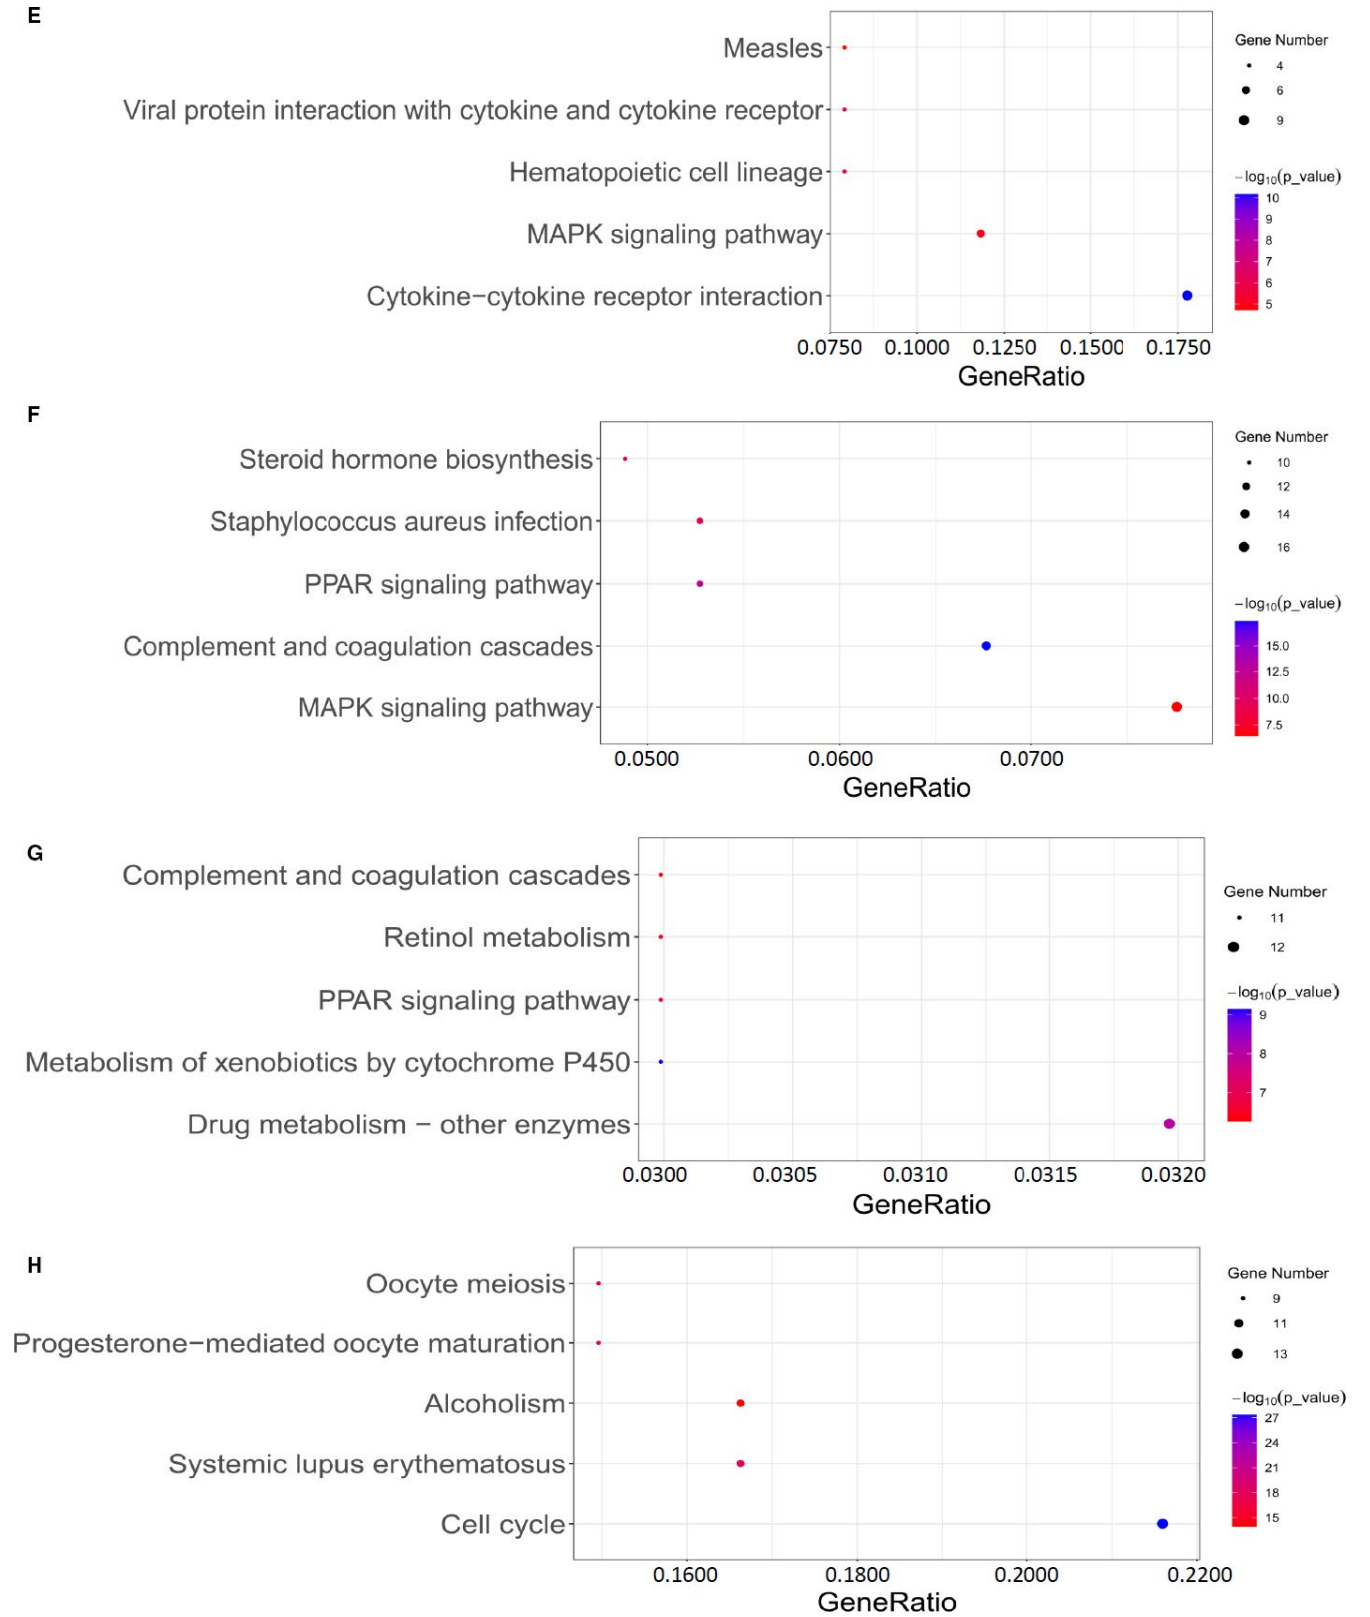 E
Measles
Viral protein interaction with cytokine and cytokine receptor
Hematopoietic cell lineage
MAPK signaling pathway
Cytokine−cytokine receptor interaction
0.0750 0.1000 0.1250 0.1500 0.1750
GeneRatio
Gene Number
4
6
9
−log10(p_value)
10
9
8
7
6
5
F
Steroid hormone biosynthesis
Staphylococcus aureus infection
PPAR signaling pathway
Complement and coagulation cascades
MAPK signaling pathway
0.0500 0.0600 0.0700
GeneRatio
Gene Number
10
12
14
16
−log10(p_value)
15.0
12.5
10.0
7.5
G
Complement and coagulation cascades
Retinol metabolism
PPAR signaling pathway
Metabolism of xenobiotics by cytochrome P450
Drug metabolism − other enzymes
0.0300 0.0305 0.0310 0.0315 0.0320
GeneRatio
Gene Number
11
12
−log10(p_value)
9
8
7
H
Oocyte meiosis
Progesterone−mediated oocyte maturation
Alcoholism
Systemic lupus erythematosus
Cell cycle
0.1600 0.1800 0.2000 0.2200
GeneRatio
Gene Number
9
11
13
−log10(p_value)
27
24
21
18
15